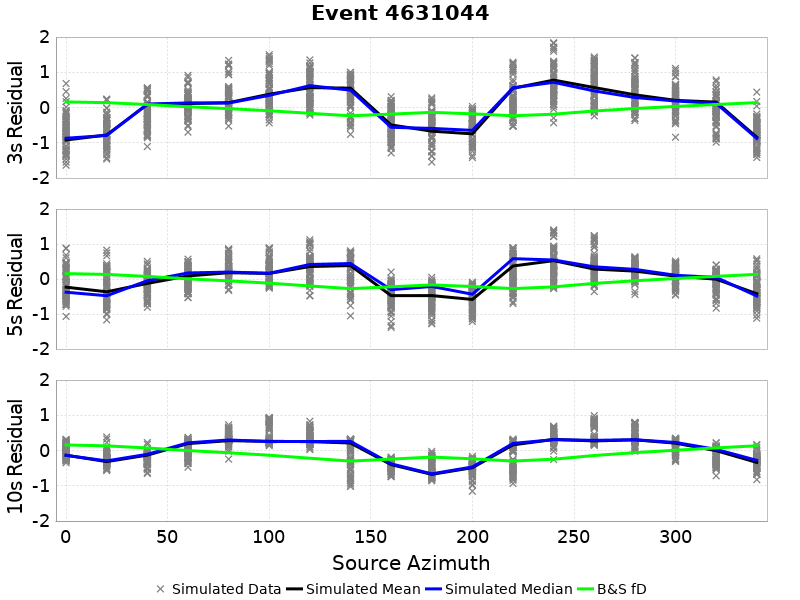 Event 4631044
2
1
0
-1
-2
3s Residual
2
1
0
-1
-2
5s Residual
2
1
0
-1
-2
10s Residual
0 50 100 150 200 250 300
Source Azimuth
Simulated Data Simulated Mean Simulated Median B&S fD